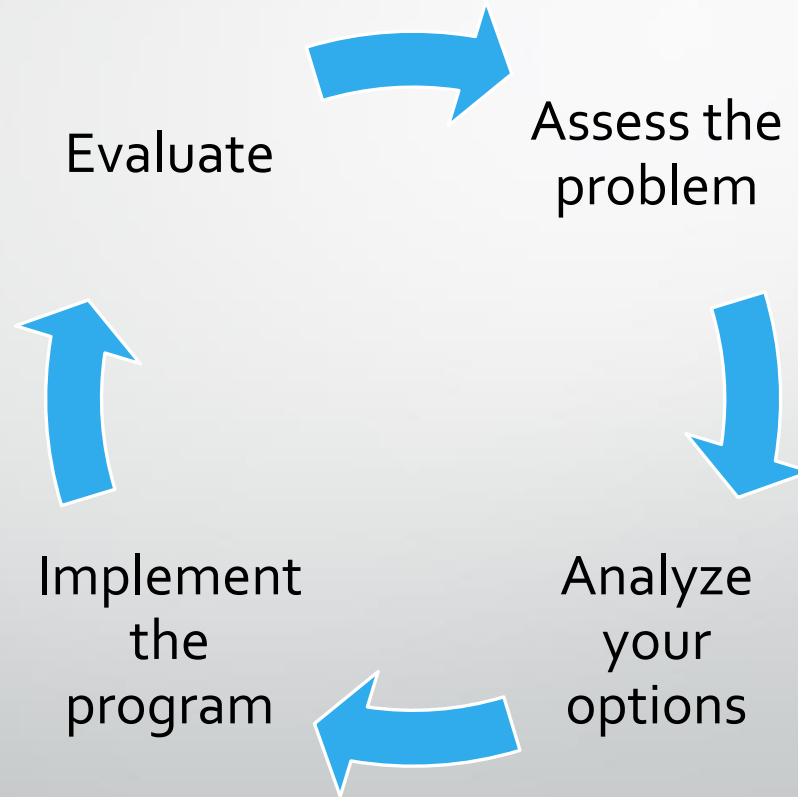 Evaluate
Assess the
problem
Implement
the
program
Analyze
your
options